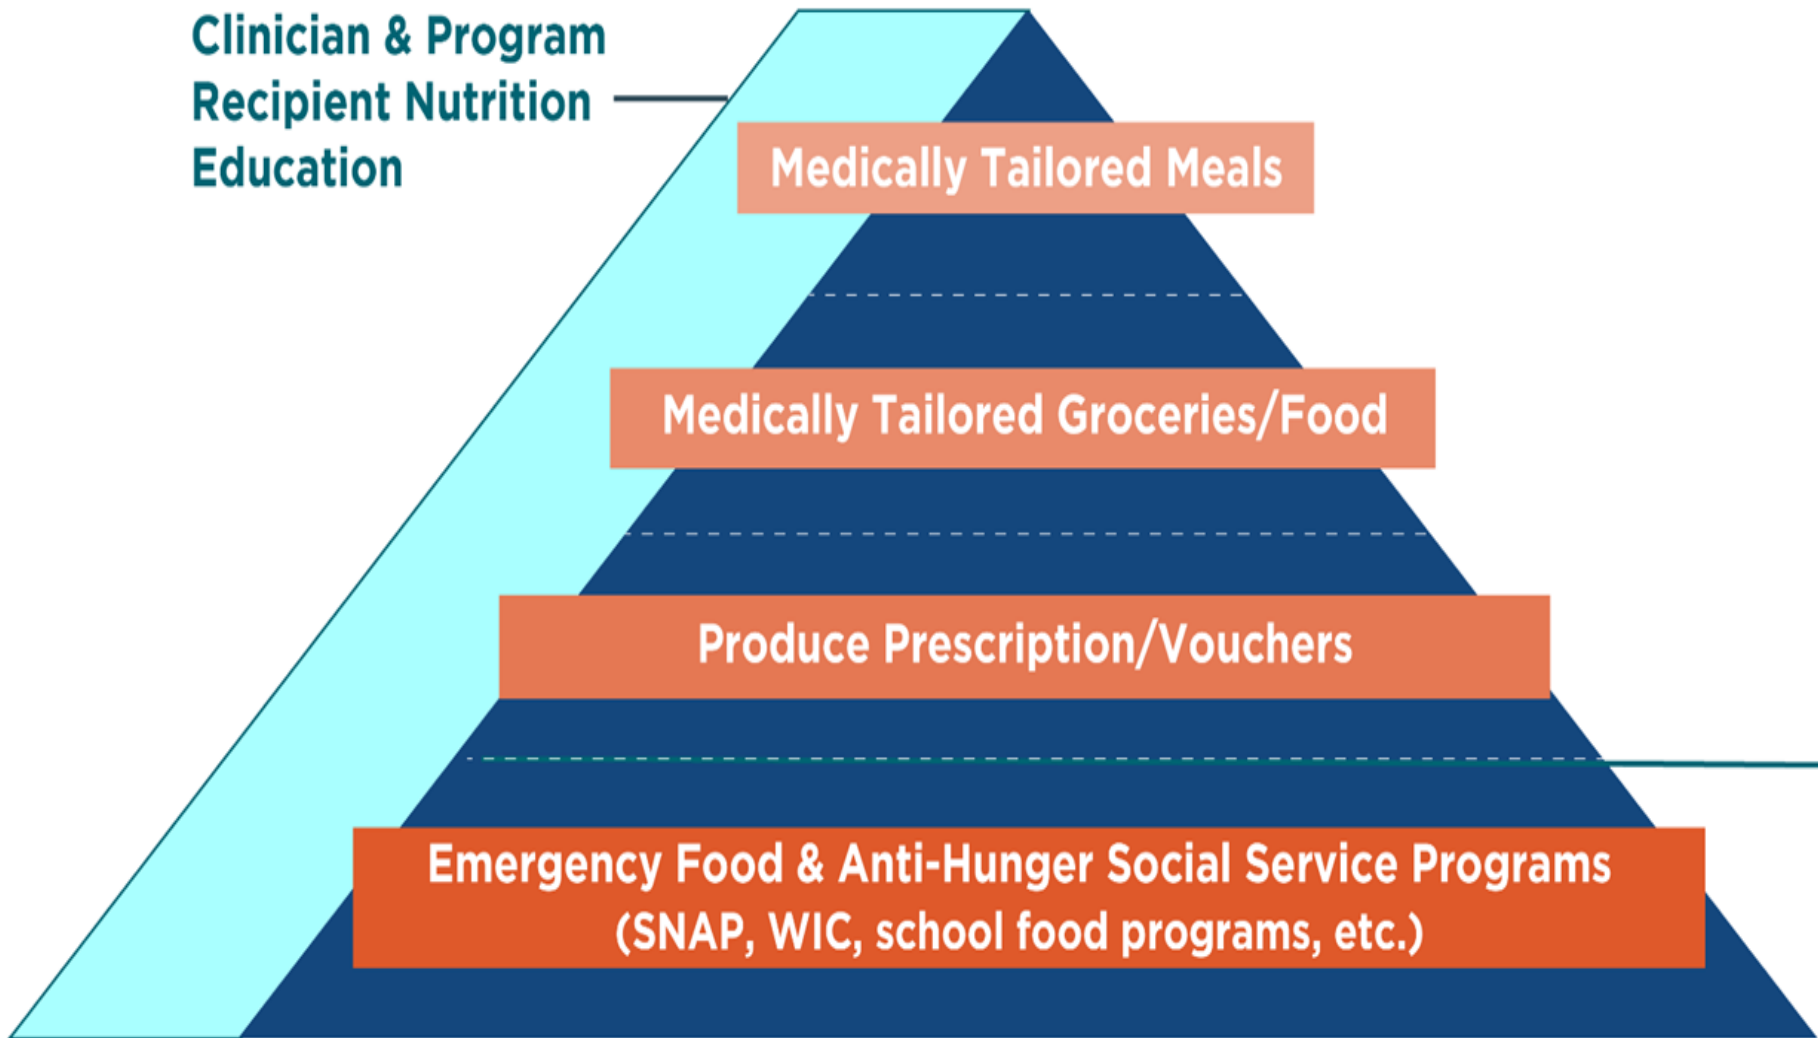 Clinician & Program
Recipient Nutrition
Education
Medically Tailored Meals
Medically Tailored Groceries/Food
Produce Prescription/Vouchers
Emergency Food & Anti-Hunger Social Service Programs
(SNAP, WIC, school food programs, etc.)